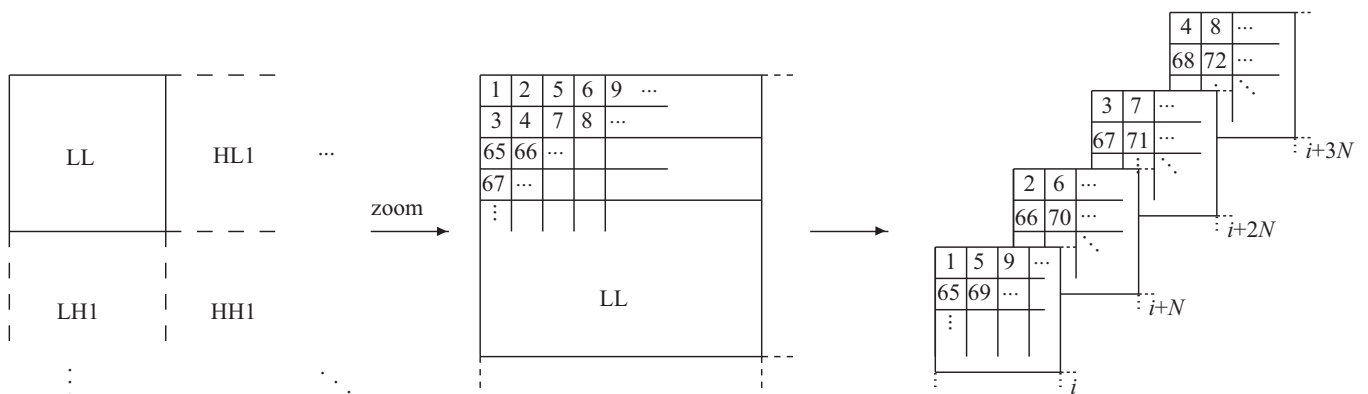 LL
HL1
...
LH1
HH1
⋮
⋱
zoom
1 2 5 6 9 ...
3 4 7 8 ...
65 66 ...
67 ...
⋮
LL
4 8 ...
68 72 ...
⋮ ⋱
i+3N
3 7 ...
67 71 ...
⋮ ⋱
i+2N
2 6 ...
66 70 ...
⋱
i+N
1 5 9 ...
65 69 ...
⋮
i